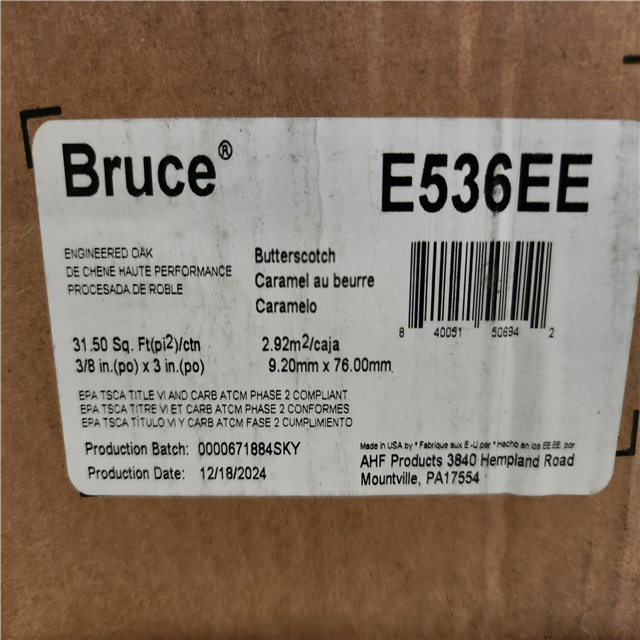 Bruce®
E536EE
ENGINEERED OAK
DE CHENE HAUTE PERFORMANCE
PROCESADA DE ROBLE
Butterscotch
Caramel au beurre
Caramelo
8 40051 50694 2
31.50 Sq. Ft(pi2)/ctn
3/8 in.(po) x 3 in.(po)
2.92m2/caja
9.20mm x 76.00mm
EPA TSCA TITLE VI AND CARB ATCM PHASE 2 COMPLIANT
EPA TSCA TITRE VI ET CARB ATCM PHASE 2 CONFORMES
EPA TSCA TÍTULO VI Y CARB ATCM FASE 2 CUMPLIMIENTO
Production Batch: 0000671884SKY
Production Date: 12/18/2024
Made in USA by * Fabrique aux E.-U.par * Hecho en los EE.EE. por
AHF Products 3840 Hempland Road
Mountville, PA17554